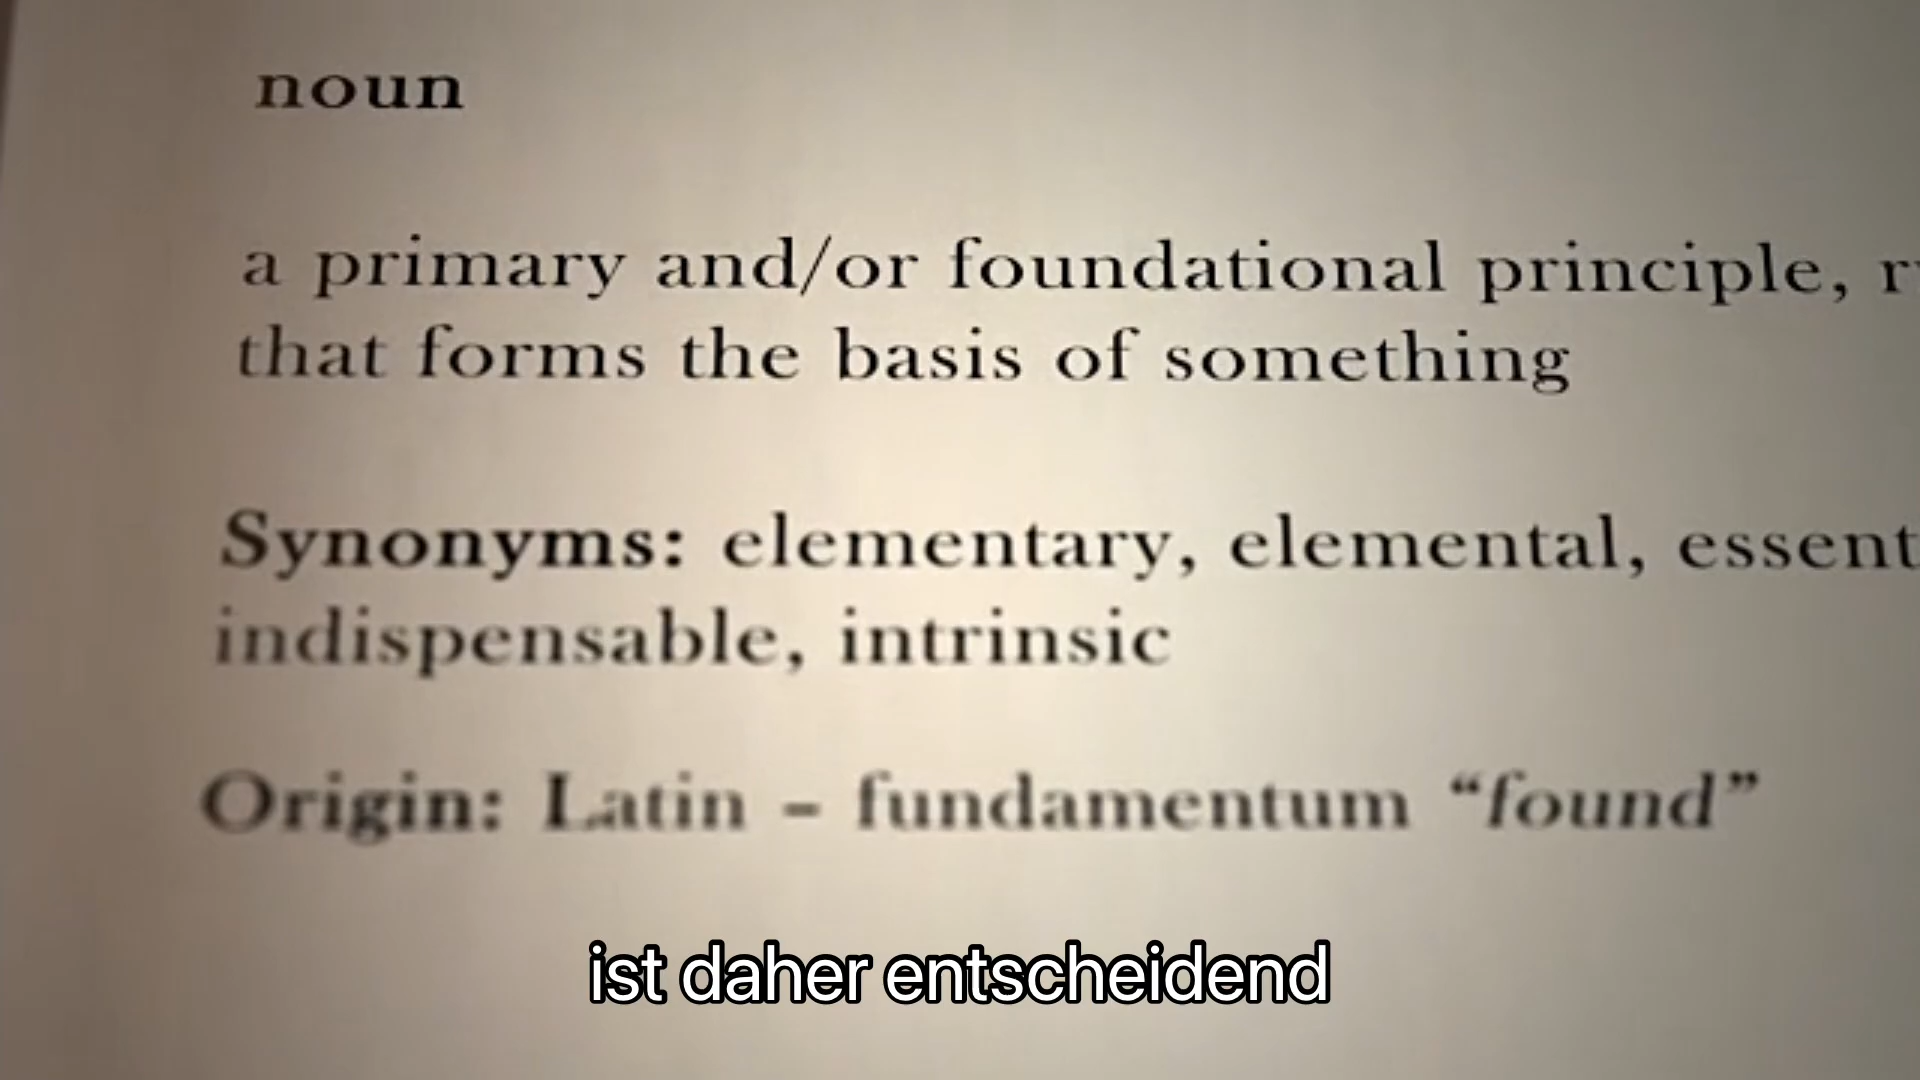 noun
a primary and/or foundational principle,
that forms the basis of something
Synonyms: elementary, elemental,
indispensable, intrinsic
Origin: Latin – fundamentum “found”
ist daher entscheidend